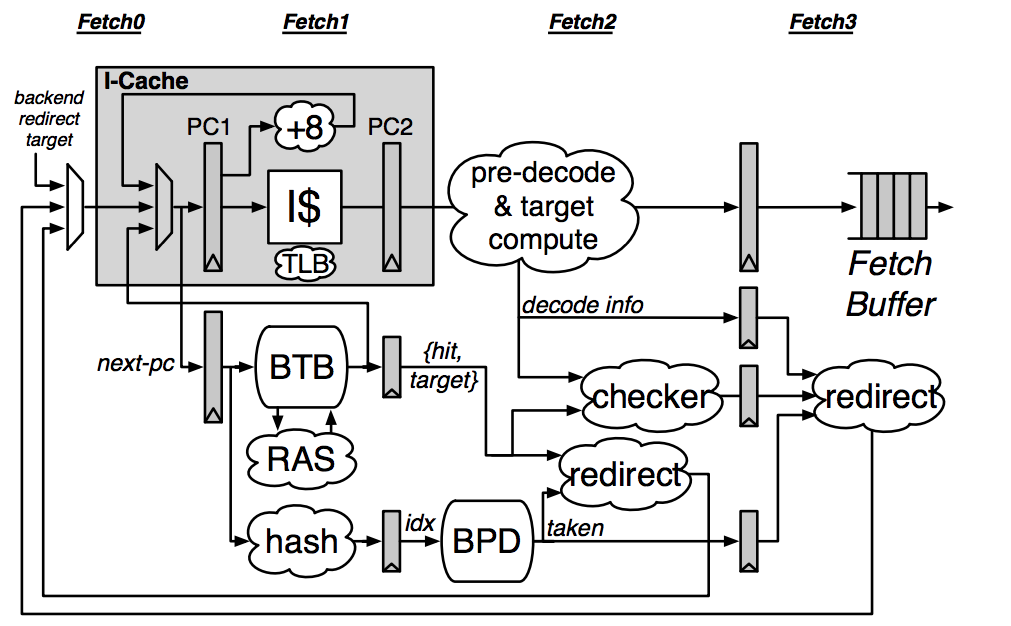 Fetch0
Fetch1
Fetch2
Fetch3
I-Cache
backend
redirect
target
PC1
+8
PC2
I$
TLB
pre-decode
& target
compute
Fetch
Buffer
decode info
next-pc
BTB
{hit,
target}
checker
redirect
RAS
redirect
hash
idx
BPD
taken